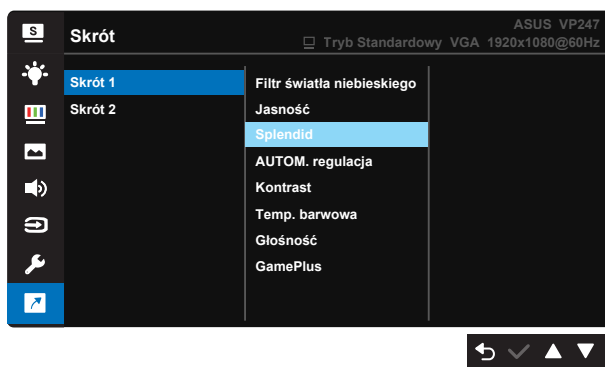 S
Skrót
ASUS VP247
Tryb Standardowy VGA 1920x1080@60Hz
Skrót 1
Skrót 2
Filtr światła niebieskiego
Jasność
Splendid
AUTOM. regulacja
Kontrast
Temp. barwowa
Głośność
GamePlus